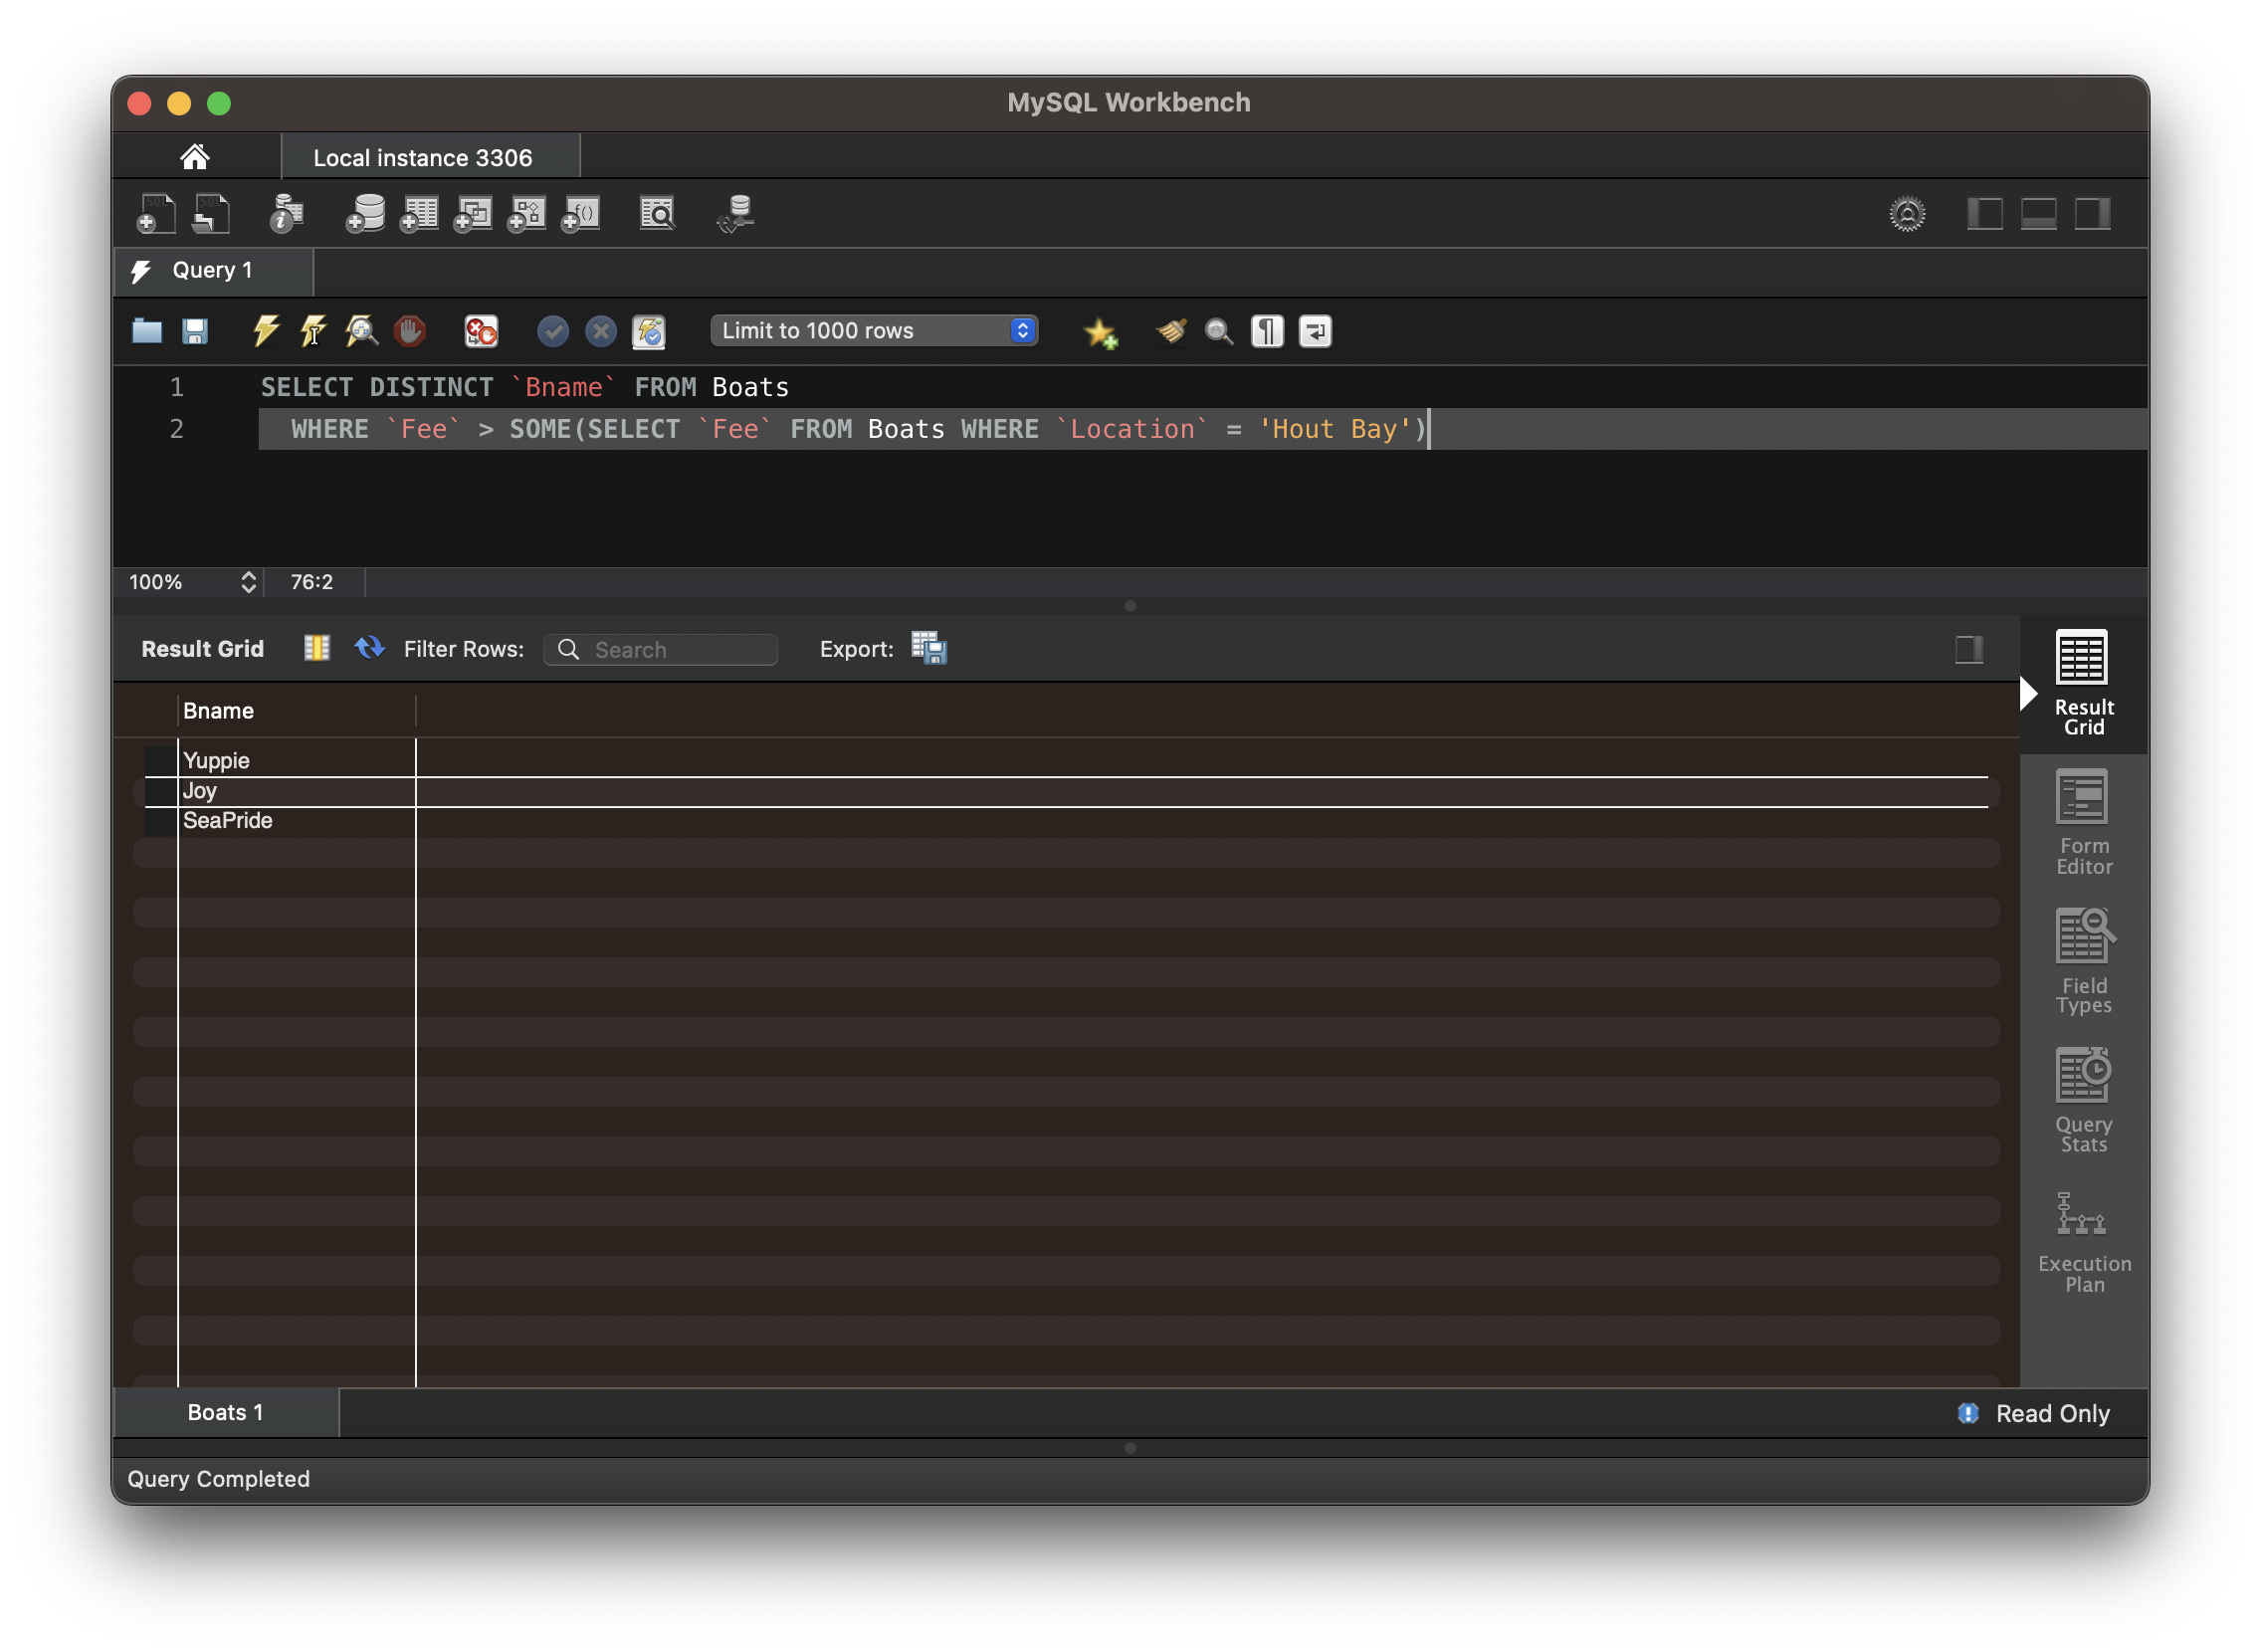 MySQL Workbench
Local instance 3306
Query 1
Limit to 1000 rows
1 SELECT DISTINCT `Bname` FROM Boats
2 WHERE `Fee` > SOME(SELECT `Fee` FROM Boats WHERE `Location` = 'Hout Bay')
100% 76:2
Result Grid Filter Rows: Search Export:
Bname
Yuppie
Joy
SeaPride
Result
Grid
Form
Editor
Field
Types
Query
Stats
Execution
Plan
Boats 1
Read Only
Query Completed